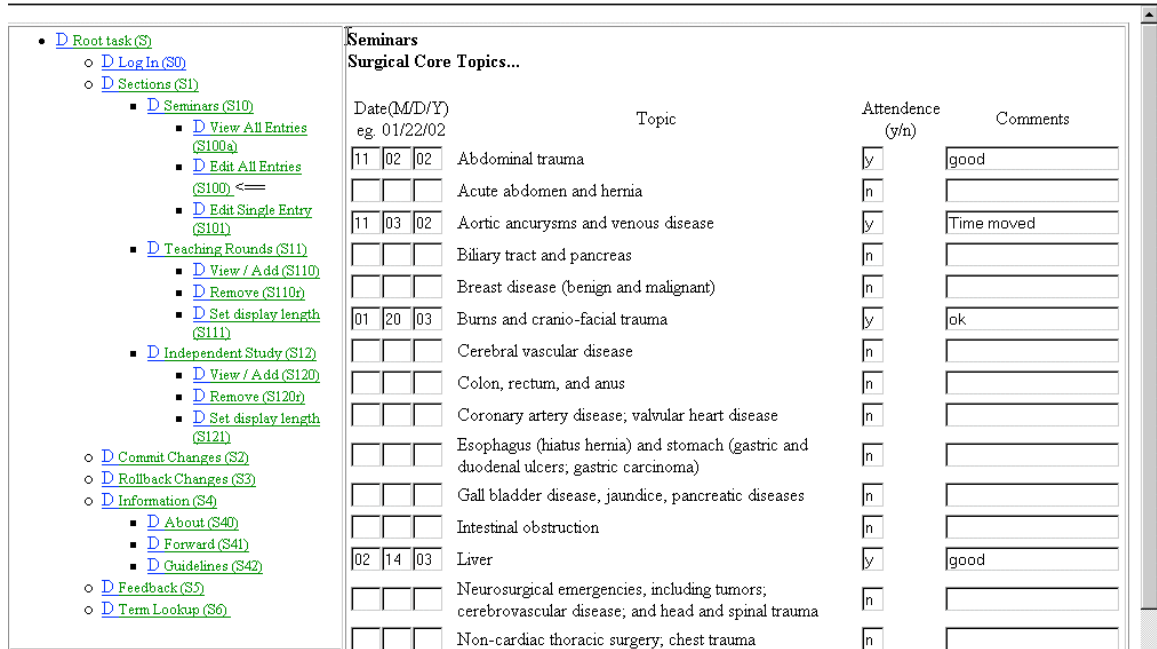 D Root task (S)
D Log In (S0)
D Sections (S1)
D Seminars (S10)
D View All Entries
(S100a)
D Edit All Entries
(S100) <==
D Edit Single Entry
(S101)
D Teaching Rounds (S11)
D View / Add (S110)
D Remove (S110r)
D Set display length
(S111)
D Independent Study (S12)
D View / Add (S120)
D Remove (S120r)
D Set display length
(S121)
D Commit Changes (S2)
D Rollback Changes (S3)
D Information (S4)
D About (S40)
D Forward (S41)
D Guidelines (S42)
D Feedback (S5)
D Term Lookup (S6)
Seminars
Surgical Core Topics...
Date(M/D/Y) Topic Attendence Comments
eg. 01/22/02 (y/n)
11 02 02 Abdominal trauma y good
Acute abdomen and hernia n
11 03 02 Aortic ancurysms and venous disease y Time moved
Biliary tract and pancreas n
Breast disease (benign and malignant) n
01 20 03 Burns and cranio-facial trauma y ok
Cerebral vascular disease n
Colon, rectum, and anus n
Coronary artery disease; valvular heart disease n
Esophagus (hiatus hernia) and stomach (gastric and
duodenal ulcers; gastric carcinoma) n
Gall bladder disease, jaundice, pancreatic diseases n
Intestinal obstruction n
02 14 03 Liver y good
Neurosurgical emergencies, including tumors;
cerebrovascular disease; and head and spinal trauma n
Non-cardiac thoracic surgery; chest trauma n